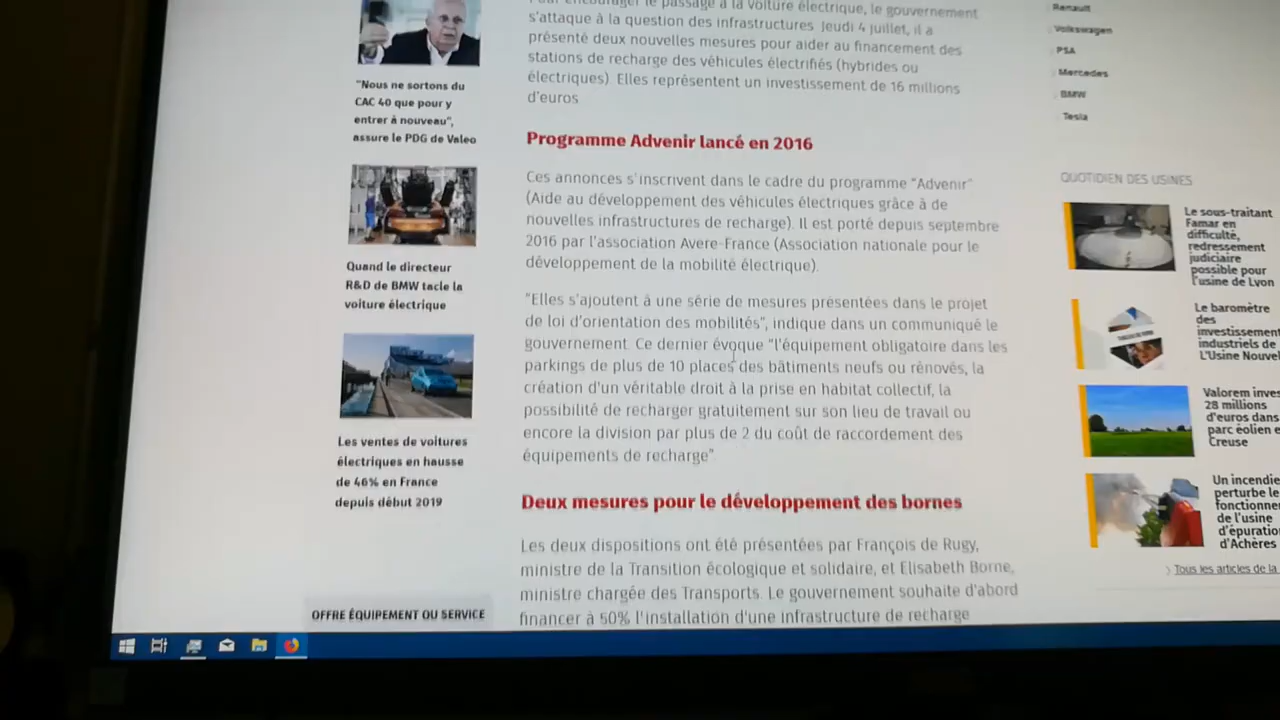 "Nous ne sortons du
CAC 40 que pour y
entrer à nouveau",
assure le PDG de Valeo
Quand le directeur
R&D de BMW tacle la
voiture électrique
Les ventes de voitures
électriques en hausse
de 46% en France
depuis début 2019
OFFRE ÉQUIPEMENT OU SERVICE
Pour encourager le passage à la voiture électrique, le gouvernement
s'attaque à la question des infrastructures. Jeudi 4 juillet, il a
présenté deux nouvelles mesures pour aider au financement des
stations de recharge des véhicules électrifiés (hybrides ou
électriques). Elles représentent un investissement de 16 millions
d'euros.
Programme Advenir lancé en 2016
Ces annonces s'inscrivent dans le cadre du programme "Advenir"
(Aide au développement des véhicules électriques grâce à de
nouvelles infrastructures de recharge). Il est porté depuis septembre
2016 par l'association Avere-France (Association nationale pour le
développement de la mobilité électrique).
"Elles s'ajoutent à une série de mesures présentées dans le projet
de loi d'orientation des mobilités", indique dans un communiqué le
gouvernement. Ce dernier évoque "l'équipement obligatoire dans les
parkings de plus de 10 places des bâtiments neufs ou rénovés, la
création d'un véritable droit à la prise en habitat collectif, la
possibilité de recharger gratuitement sur son lieu de travail ou
encore la division par plus de 2 du coût de raccordement des
équipements de recharge".
Deux mesures pour le développement des bornes
Les deux dispositions ont été présentées par François de Rugy,
ministre de la Transition écologique et solidaire, et Elisabeth Borne,
ministre chargée des Transports. Le gouvernement souhaite d'abord
financer à 50% l'installation d'une infrastructure de recharge
Renault
Volkswagen
PSA
Mercedes
BMW
Tesla
QUOTIDIEN DES USINES
Le sous-traitant
Famar en
difficulté,
redressement
judiciaire
possible pour
l'usine de Lyon
Le baromètre
des
investissement
industriels de
L'Usine Nouvel
Valorem inves
28 millions
d'euros dans
parc éolien e
Creuse
Un incendie
perturbe le
fonctionne
de l'usine
d'épuratio
d'Achères
Tous les articles de la